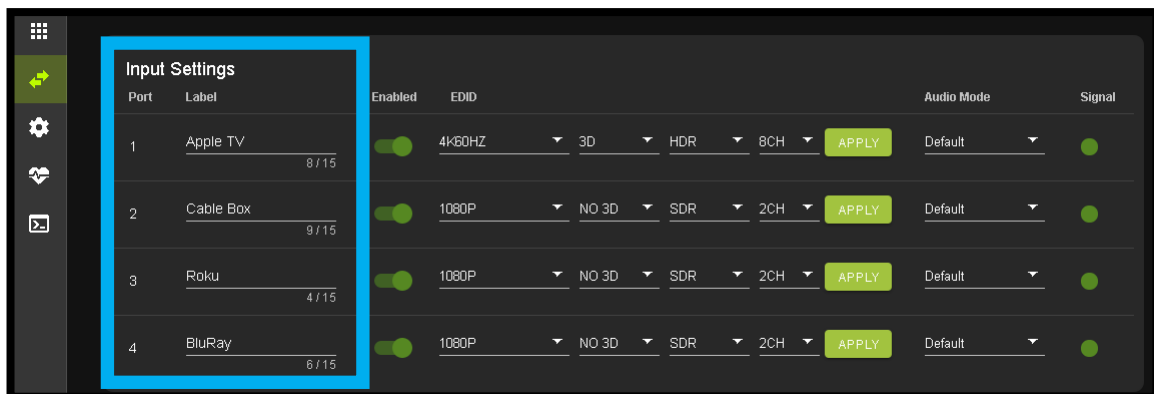 Input Settings
Port Label Enabled EDID Audio Mode Signal
1 Apple TV 4K60HZ 3D HDR 8CH APPLY Default
8 / 15
2 Cable Box 1080P NO 3D SDR 2CH APPLY Default
9 / 15
3 Roku 1080P NO 3D SDR 2CH APPLY Default
4 / 15
4 BluRay 1080P NO 3D SDR 2CH APPLY Default
6 / 15